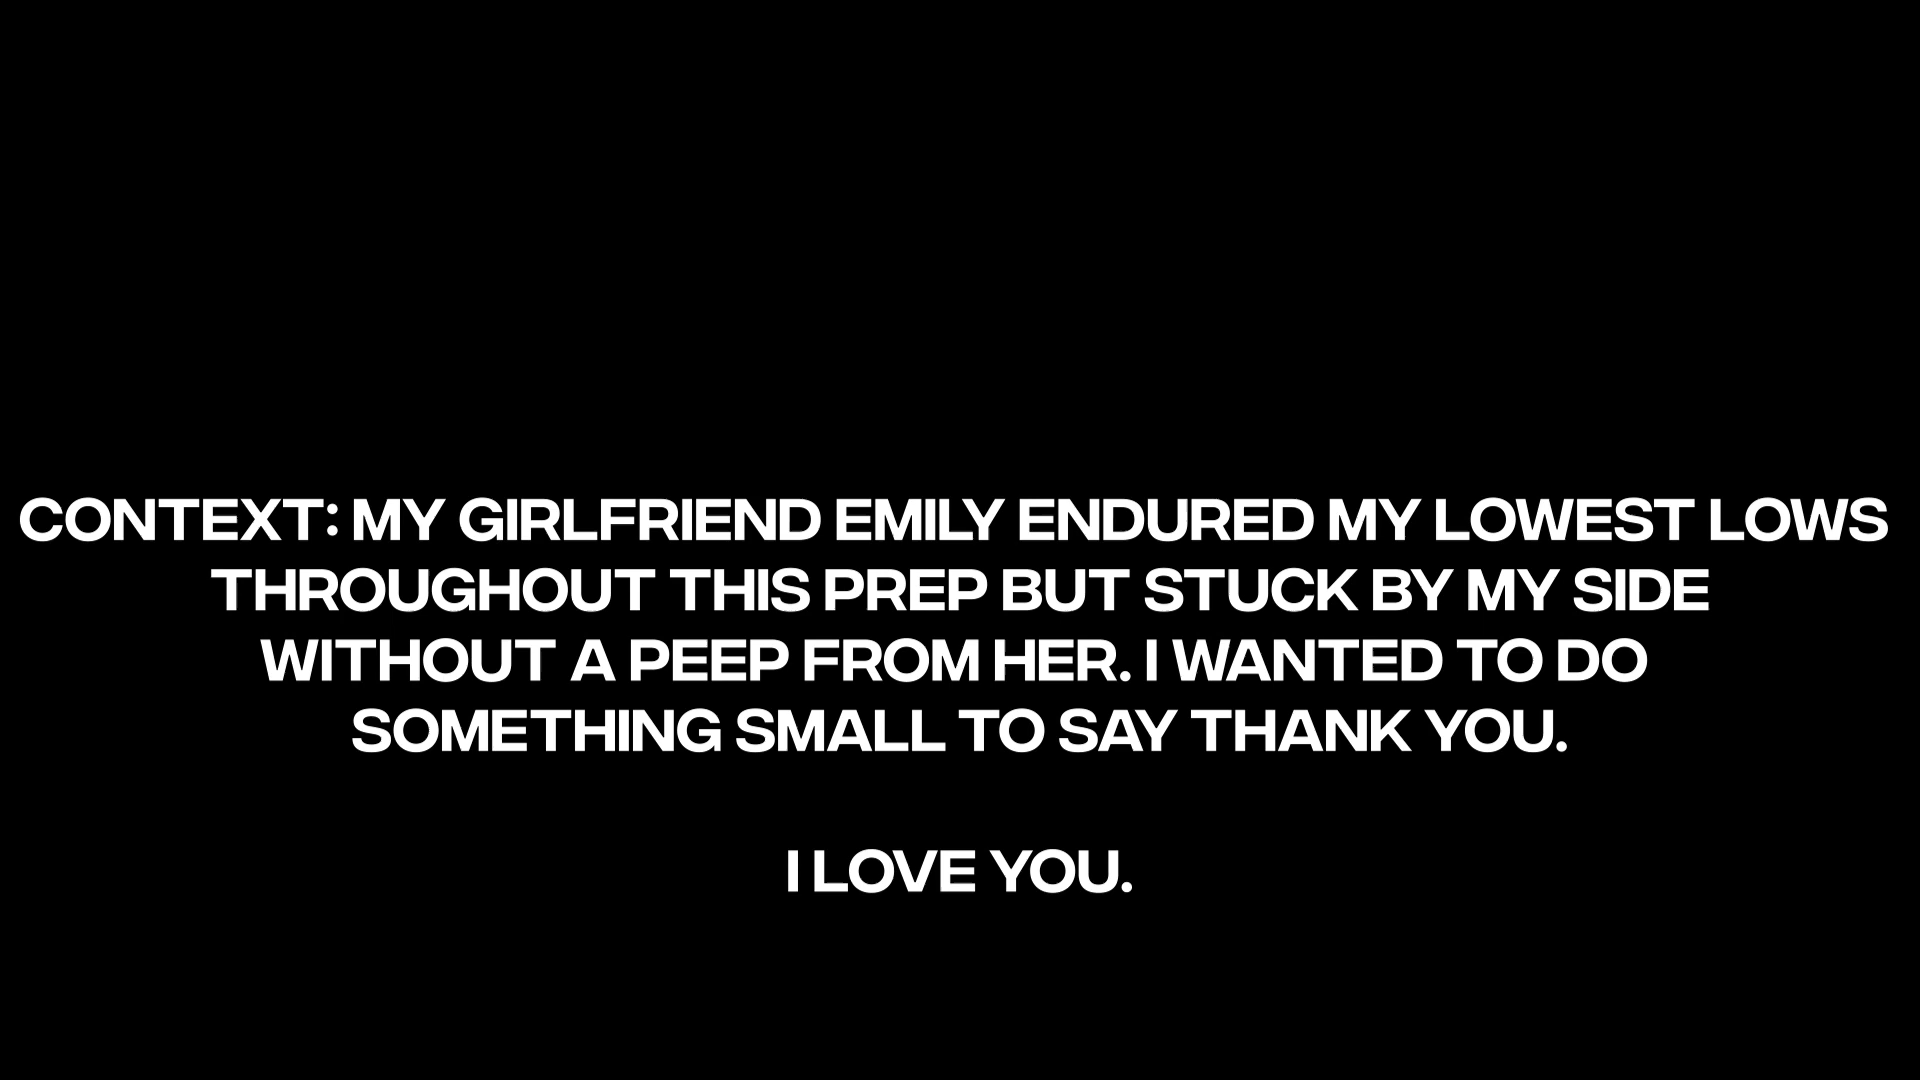 CONTEXT: MY GIRLFRIEND EMILY ENDURED MY LOWEST LOWS
THROUGHOUT THIS PREP BUT STUCK BY MY SIDE
WITHOUT A PEEP FROM HER. I WANTED TO DO
SOMETHING SMALL TO SAY THANK YOU.
I LOVE YOU.